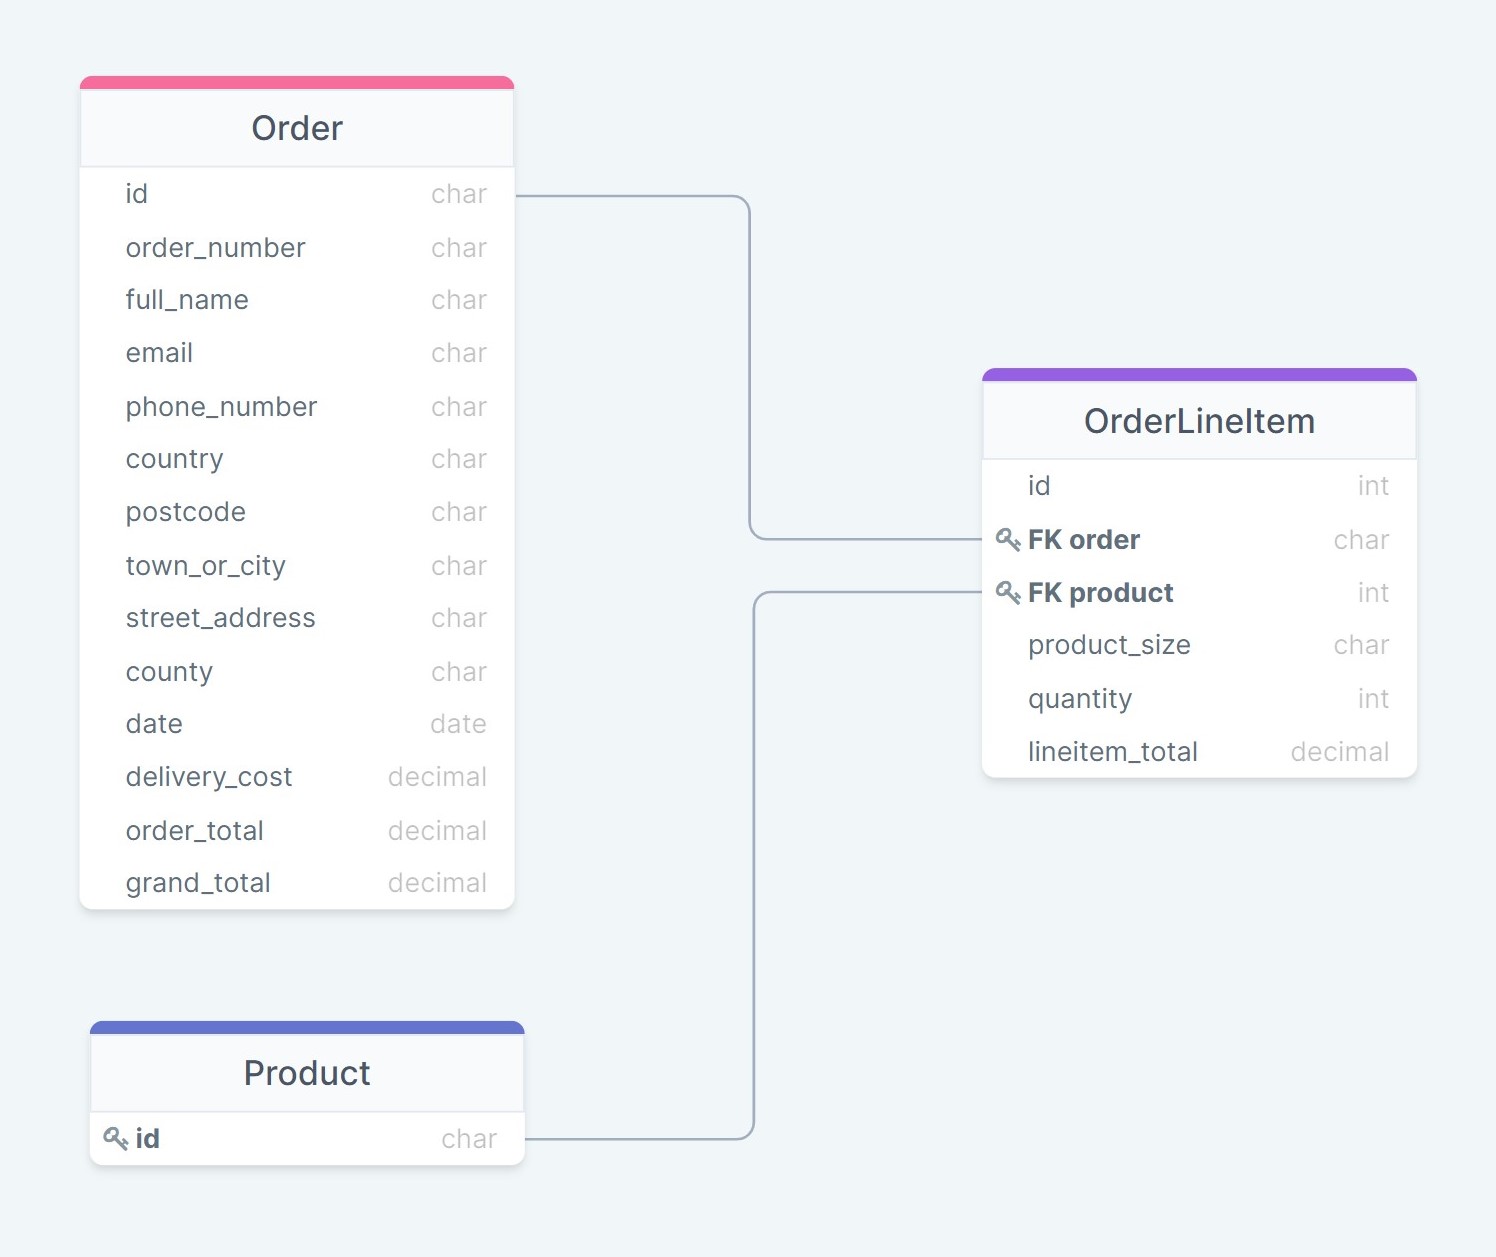 Order
id char
order_number char
full_name char
email char
phone_number char
country char
postcode char
town_or_city char
street_address char
county char
date date
delivery_cost decimal
order_total decimal
grand_total decimal
OrderLineItem
id int
FK order char
FK product int
product_size char
quantity int
lineitem_total decimal
Product
id char